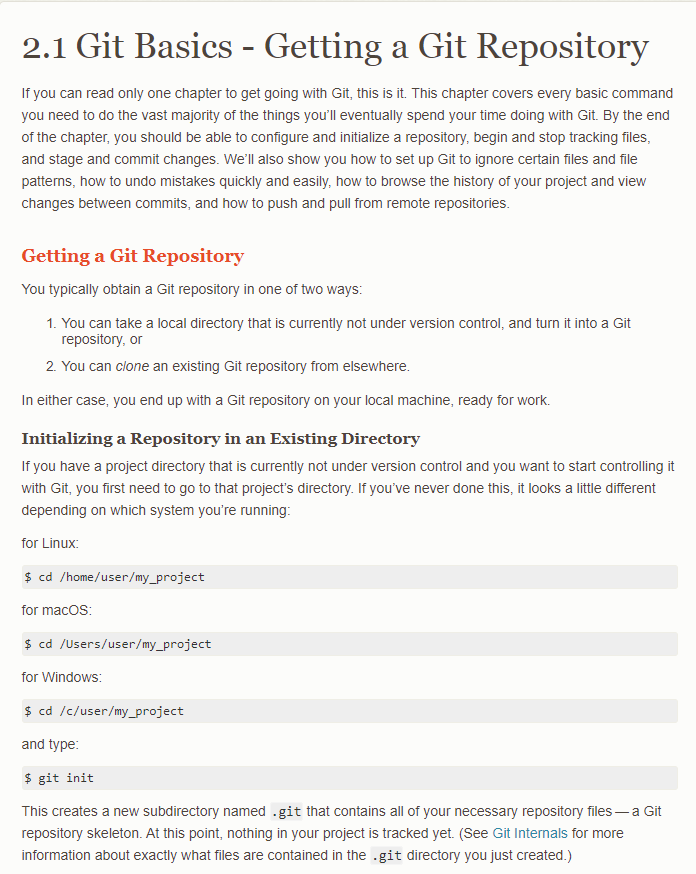 2.1 Git Basics - Getting a Git Repository
If you can read only one chapter to get going with Git, this is it. This chapter covers every basic command
you need to do the vast majority of the things you’ll eventually spend your time doing with Git. By the end
of the chapter, you should be able to configure and initialize a repository, begin and stop tracking files,
and stage and commit changes. We’ll also show you how to set up Git to ignore certain files and file
patterns, how to undo mistakes quickly and easily, how to browse the history of your project and view
changes between commits, and how to push and pull from remote repositories.
Getting a Git Repository
You typically obtain a Git repository in one of two ways:
1. You can take a local directory that is currently not under version control, and turn it into a Git
repository, or
2. You can clone an existing Git repository from elsewhere.
In either case, you end up with a Git repository on your local machine, ready for work.
Initializing a Repository in an Existing Directory
If you have a project directory that is currently not under version control and you want to start controlling it
with Git, you first need to go to that project’s directory. If you’ve never done this, it looks a little different
depending on which system you’re running:
for Linux:
$ cd /home/user/my_project
for macOS:
$ cd /Users/user/my_project
for Windows:
$ cd /c/user/my_project
and type:
$ git init
This creates a new subdirectory named .git that contains all of your necessary repository files — a Git
repository skeleton. At this point, nothing in your project is tracked yet. (See Git Internals for more
information about exactly what files are contained in the .git directory you just created.)